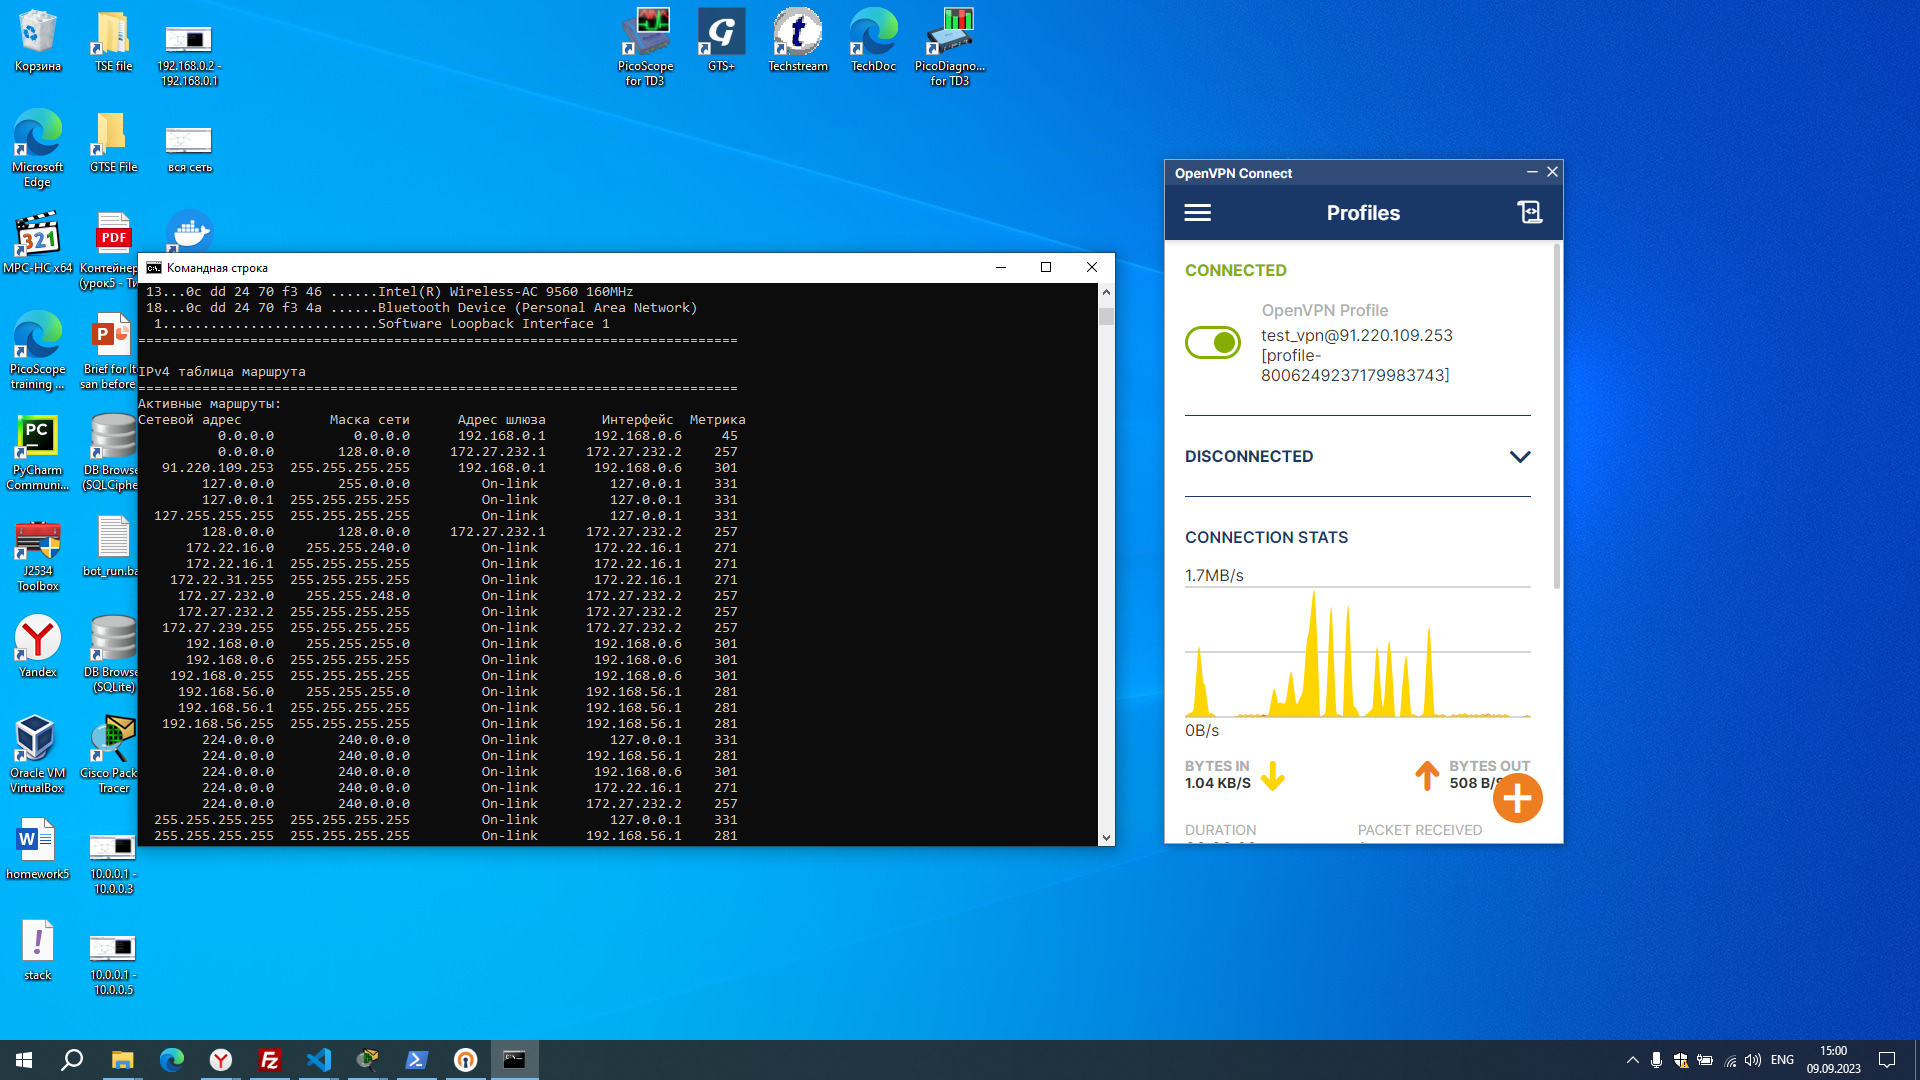 Корзина
TSE file
192.168.0.2 -
192.168.0.1
PicoScope
for TD3
GTS+
Techstream
TechDoc
PicoDiagno...
for TD3
Microsoft
Edge
GTSE File
вся сеть
MPC-HC x64
Контейнер
(урок5 - Ти
PicoScope
training ...
Brief for It
san before
PyCharm
Communi...
DB Browse
(SQLCiphe
J2534
Toolbox
bot_run.ba
Yandex
DB Browse
(SQLite)
Oracle VM
VirtualBox
Cisco Pack
Tracer
homework5
10.0.0.1 -
10.0.0.3
stack
10.0.0.1 -
10.0.0.5
Командная строка
13...0c dd 24 70 f3 46 ......Intel(R) Wireless-AC 9560 160MHz
18...0c dd 24 70 f3 4a ......Bluetooth Device (Personal Area Network)
1...........................Software Loopback Interface 1
===========================================================================
IPv4 таблица маршрута
===========================================================================
Активные маршруты:
Сетевой адрес Маска сети Адрес шлюза Интерфейс Метрика
0.0.0.0 0.0.0.0 192.168.0.1 192.168.0.6 45
0.0.0.0 128.0.0.0 172.27.232.1 172.27.232.2 257
91.220.109.253 255.255.255.255 192.168.0.1 192.168.0.6 301
127.0.0.0 255.0.0.0 On-link 127.0.0.1 331
127.0.0.1 255.255.255.255 On-link 127.0.0.1 331
127.255.255.255 255.255.255.255 On-link 127.0.0.1 331
128.0.0.0 128.0.0.0 172.27.232.1 172.27.232.2 257
172.22.16.0 255.255.240.0 On-link 172.22.16.1 271
172.22.16.1 255.255.255.255 On-link 172.22.16.1 271
172.22.31.255 255.255.255.255 On-link 172.22.16.1 271
172.27.232.0 255.255.248.0 On-link 172.27.232.2 257
172.27.232.2 255.255.255.255 On-link 172.27.232.2 257
172.27.239.255 255.255.255.255 On-link 172.27.232.2 257
192.168.0.0 255.255.255.0 On-link 192.168.0.6 301
192.168.0.6 255.255.255.255 On-link 192.168.0.6 301
192.168.0.255 255.255.255.255 On-link 192.168.0.6 301
192.168.56.0 255.255.255.0 On-link 192.168.56.1 281
192.168.56.1 255.255.255.255 On-link 192.168.56.1 281
192.168.56.255 255.255.255.255 On-link 192.168.56.1 281
224.0.0.0 240.0.0.0 On-link 127.0.0.1 331
224.0.0.0 240.0.0.0 On-link 192.168.56.1 281
224.0.0.0 240.0.0.0 On-link 192.168.0.6 301
224.0.0.0 240.0.0.0 On-link 172.22.16.1 271
224.0.0.0 240.0.0.0 On-link 172.27.232.2 257
255.255.255.255 255.255.255.255 On-link 127.0.0.1 331
255.255.255.255 255.255.255.255 On-link 192.168.56.1 281
OpenVPN Connect
Profiles
CONNECTED
OpenVPN Profile
test_vpn@91.220.109.253
[profile-
8006249237179983743]
DISCONNECTED
CONNECTION STATS
1.7MB/s
0B/s
BYTES IN
1.04 KB/S
BYTES OUT
508 B/S
DURATION
PACKET RECEIVED
ENG
15:00
09.09.2023